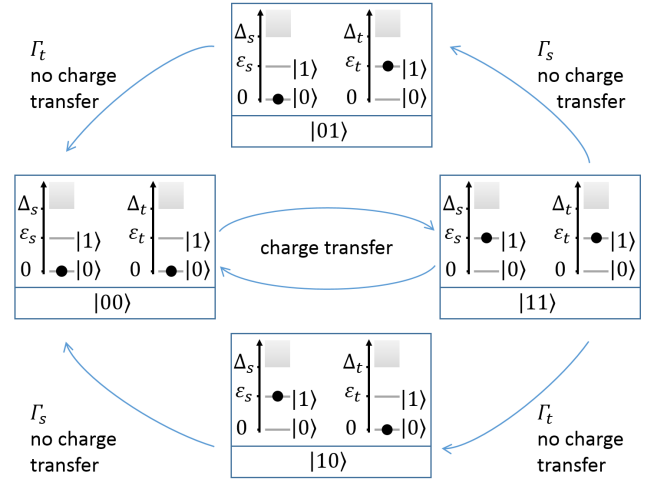 Δₛ Δₜ
εₛ |1⟩ εₜ |1⟩
0 |0⟩ 0 |0⟩
|01⟩
Γₜ
no charge
transfer
Γₛ
no charge
transfer
Δₛ Δₜ
εₛ |1⟩ εₜ |1⟩
0 |0⟩ 0 |0⟩
|00⟩
charge transfer
Δₛ Δₜ
εₛ |1⟩ εₜ |1⟩
0 |0⟩ 0 |0⟩
|11⟩
Γₛ
no charge
transfer
Δₛ Δₜ
εₛ |1⟩ εₜ |1⟩
0 |0⟩ 0 |0⟩
|10⟩
Γₜ
no charge
transfer